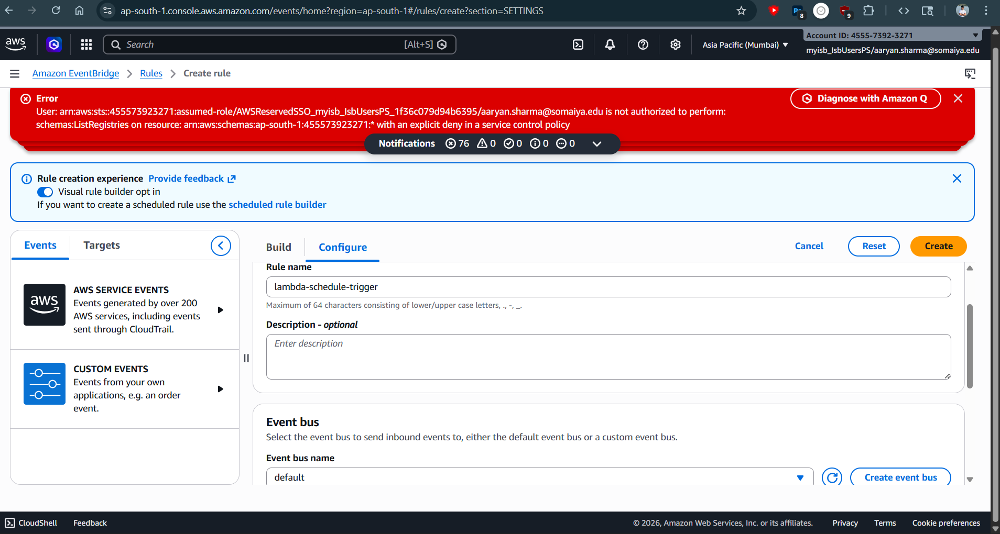 ap-south-1.console.aws.amazon.com/events/home?region=ap-south-1#/rules/create?section=SETTINGS
8
9
aws
Search
[Alt+S]
Asia Pacific (Mumbai)
Account ID: 4555-7392-3271
myisb_IsbUsersPS/aaryan.sharma@somaiya.edu
Amazon EventBridge
Rules
Create rule
Error
Diagnose with Amazon Q
User: arn:aws:sts::455573923271:assumed-role/AWSReservedSSO_myisb_IsbUsersPS_1f36c079d94b6395/aaryan.sharma@somaiya.edu is not authorized to perform:
schemas:ListRegistries on resource: arn:aws:schemas:ap-south-1:455573923271:* with an explicit deny in a service control policy
Notifications 76 0 0 0 0
Rule creation experience Provide feedback
Visual rule builder opt in
If you want to create a scheduled rule use the scheduled rule builder
Events
Targets
AWS SERVICE EVENTS
aws
Events generated by over 200
AWS services, including events
sent through CloudTrail.
CUSTOM EVENTS
Events from your own
applications, e.g. an order
event.
Build
Configure
Cancel
Reset
Create
Rule name
lambda-schedule-trigger
Maximum of 64 characters consisting of lower/upper case letters, ., -, _.
Description - optional
Enter description
Event bus
Select the event bus to send inbound events to, either the default event bus or a custom event bus.
Event bus name
default
Create event bus
CloudShell
Feedback
© 2026, Amazon Web Services, Inc. or its affiliates.
Privacy
Terms
Cookie preferences